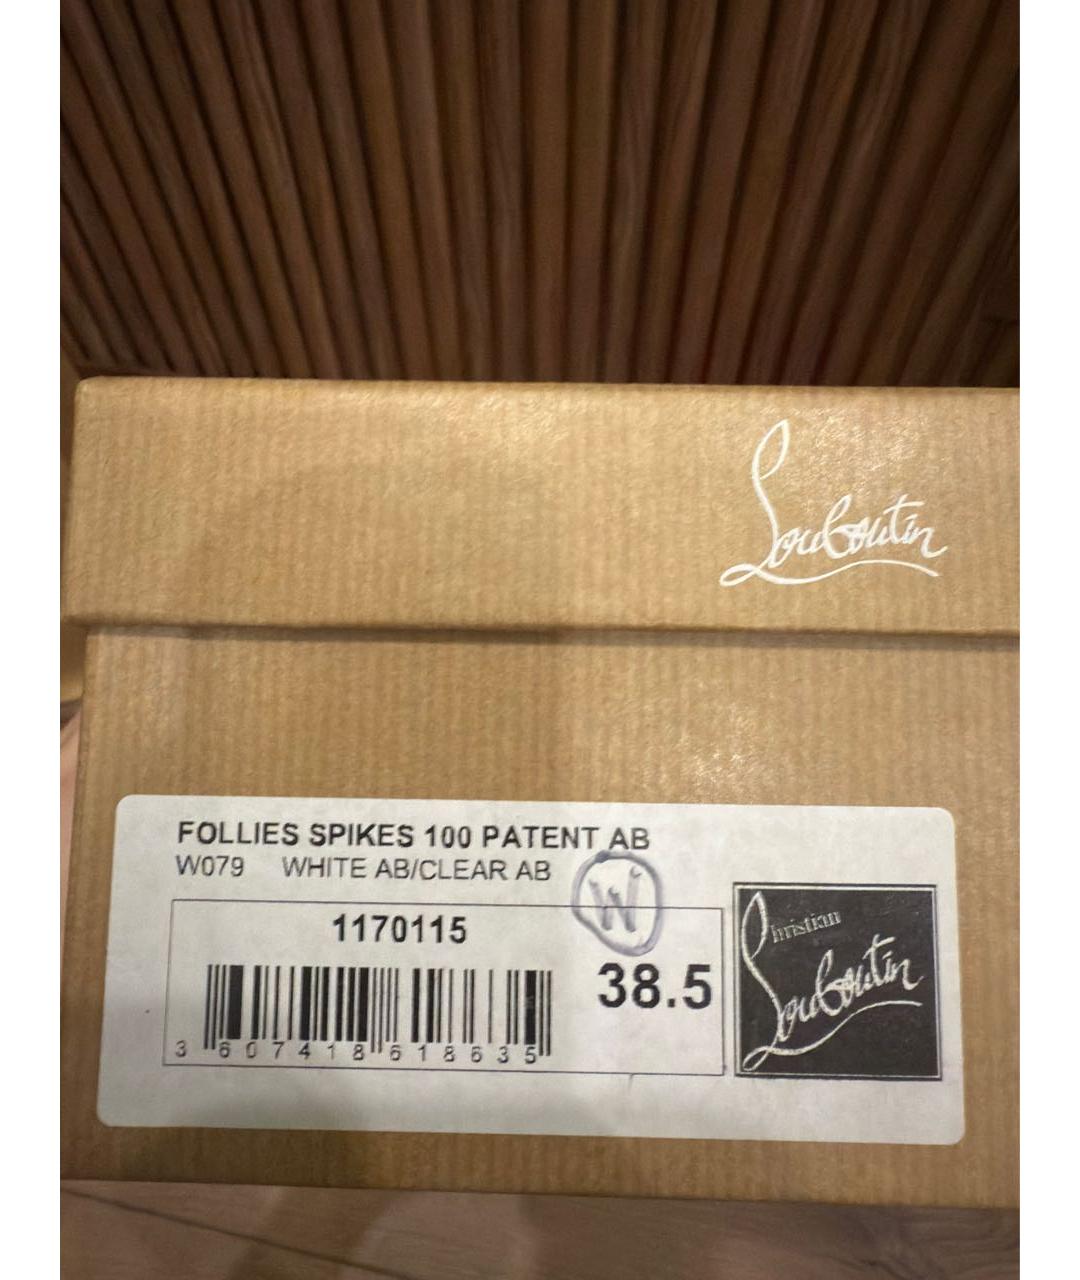 Louboutin
FOLLIES SPIKES 100 PATENT AB
W079 WHITE AB/CLEAR AB
W
1170115
38.5
3 607418 618635
Christian
Louboutin